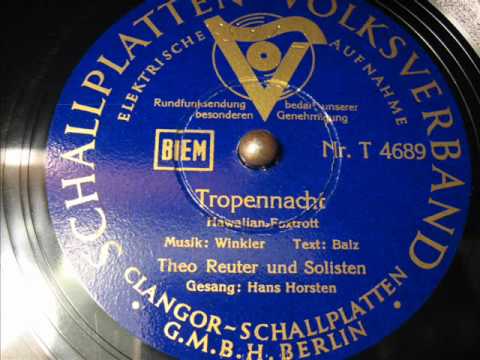 SCHALLPLATTEN VOLKSVERBAND
ELEKTRISCHE AUFNAHME
V
Rundfunksendung bedarf unserer
besonderen Genehmigung
BIEM
Nr. T 4689
Tropennacht
Hawaiian-Foxtrott
Musik: Winkler Text: Balz
Theo Reuter und Solisten
Gesang: Hans Horsten
CLANGOR-SCHALLPLATTEN
G.M.B.H. BERLIN